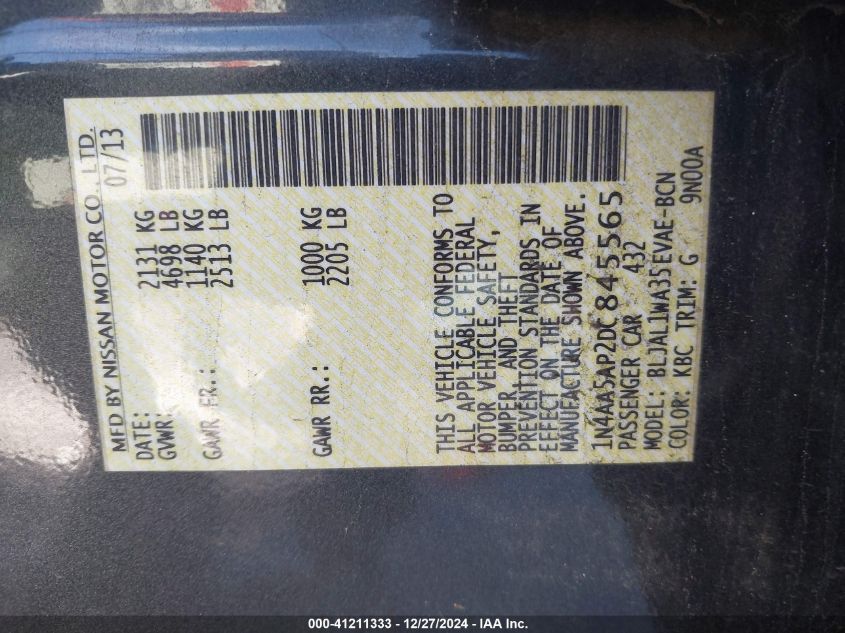 MFD BY NISSAN MOTOR CO., LTD.
DATE: 07/13
GVWR: 2131 KG
4698 LB
GAWR FR.: 1140 KG
2513 LB
GAWR RR.: 1000 KG
2205 LB
THIS VEHICLE CONFORMS TO
ALL APPLICABLE FEDERAL
MOTOR VEHICLE SAFETY,
BUMPER, AND THEFT
PREVENTION STANDARDS IN
EFFECT ON THE DATE OF
MANUFACTURE SHOWN ABOVE.
1N4AA5AP2DC845565
PASSENGER CAR 432
MODEL: BLJALLWA35EVAE-BCN
COLOR: KBC TRIM: G 9N00A
000-41211333 – 12/27/2024 – IAA Inc.